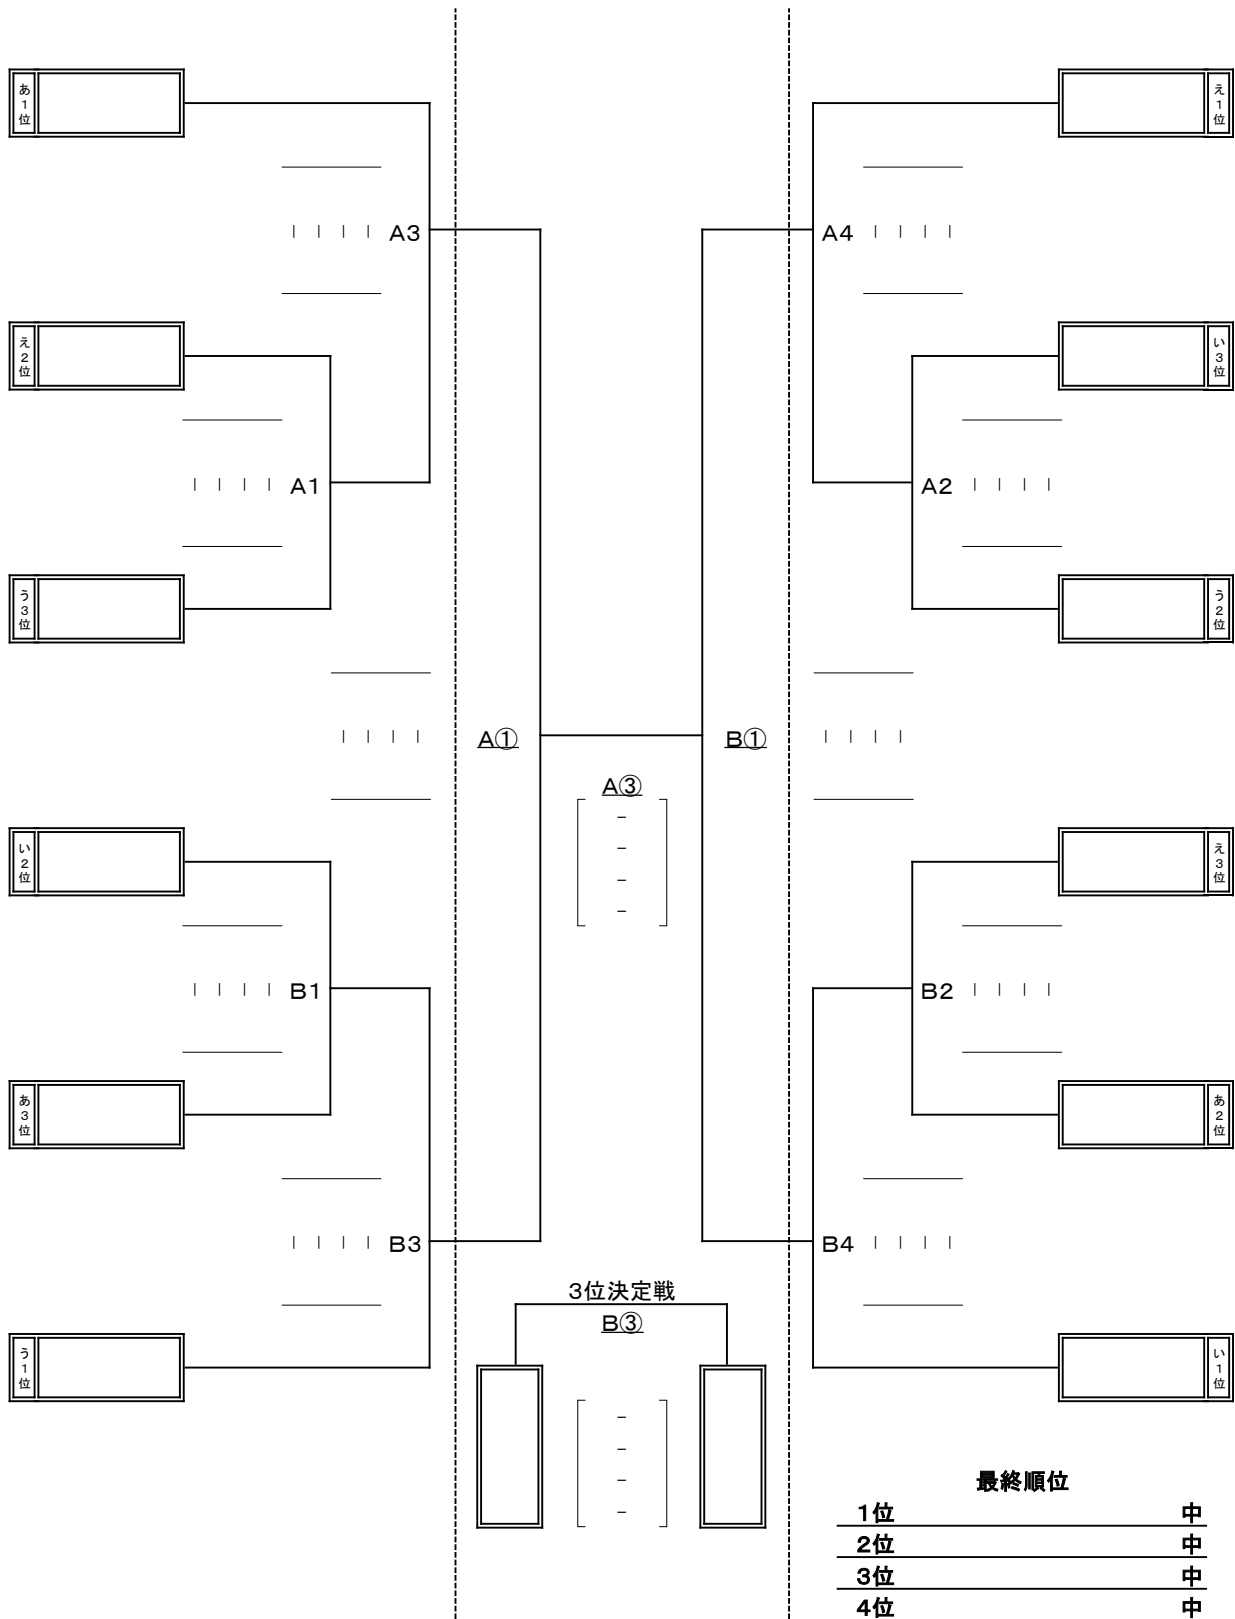 あ1位
え1位
A3
A4
え2位
い3位
A1
A2
う3位
う2位
A①
B①
A③
-
-
-
-
い2位
え3位
B1
B2
あ3位
あ2位
B3
B4
3位決定戦
B③
う1位
い1位
-
-
-
-
最終順位
1位 中
2位 中
3位 中
4位 中